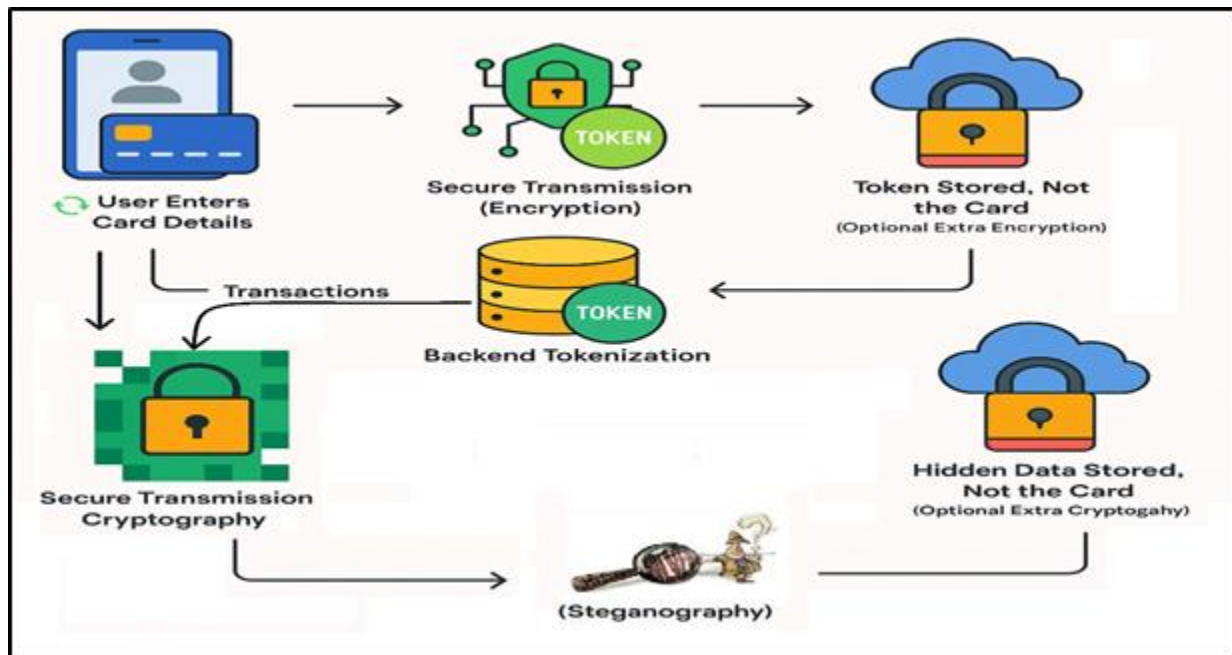 TOKEN
User Enters
Card Details
Secure Transmission
(Encryption)
Token Stored, Not
the Card
(Optional Extra Encryption)
Transactions
TOKEN
Backend Tokenization
Secure Transmission
Cryptography
Hidden Data Stored,
Not the Card
(Optional Extra Cryptogahy)
(Steganography)